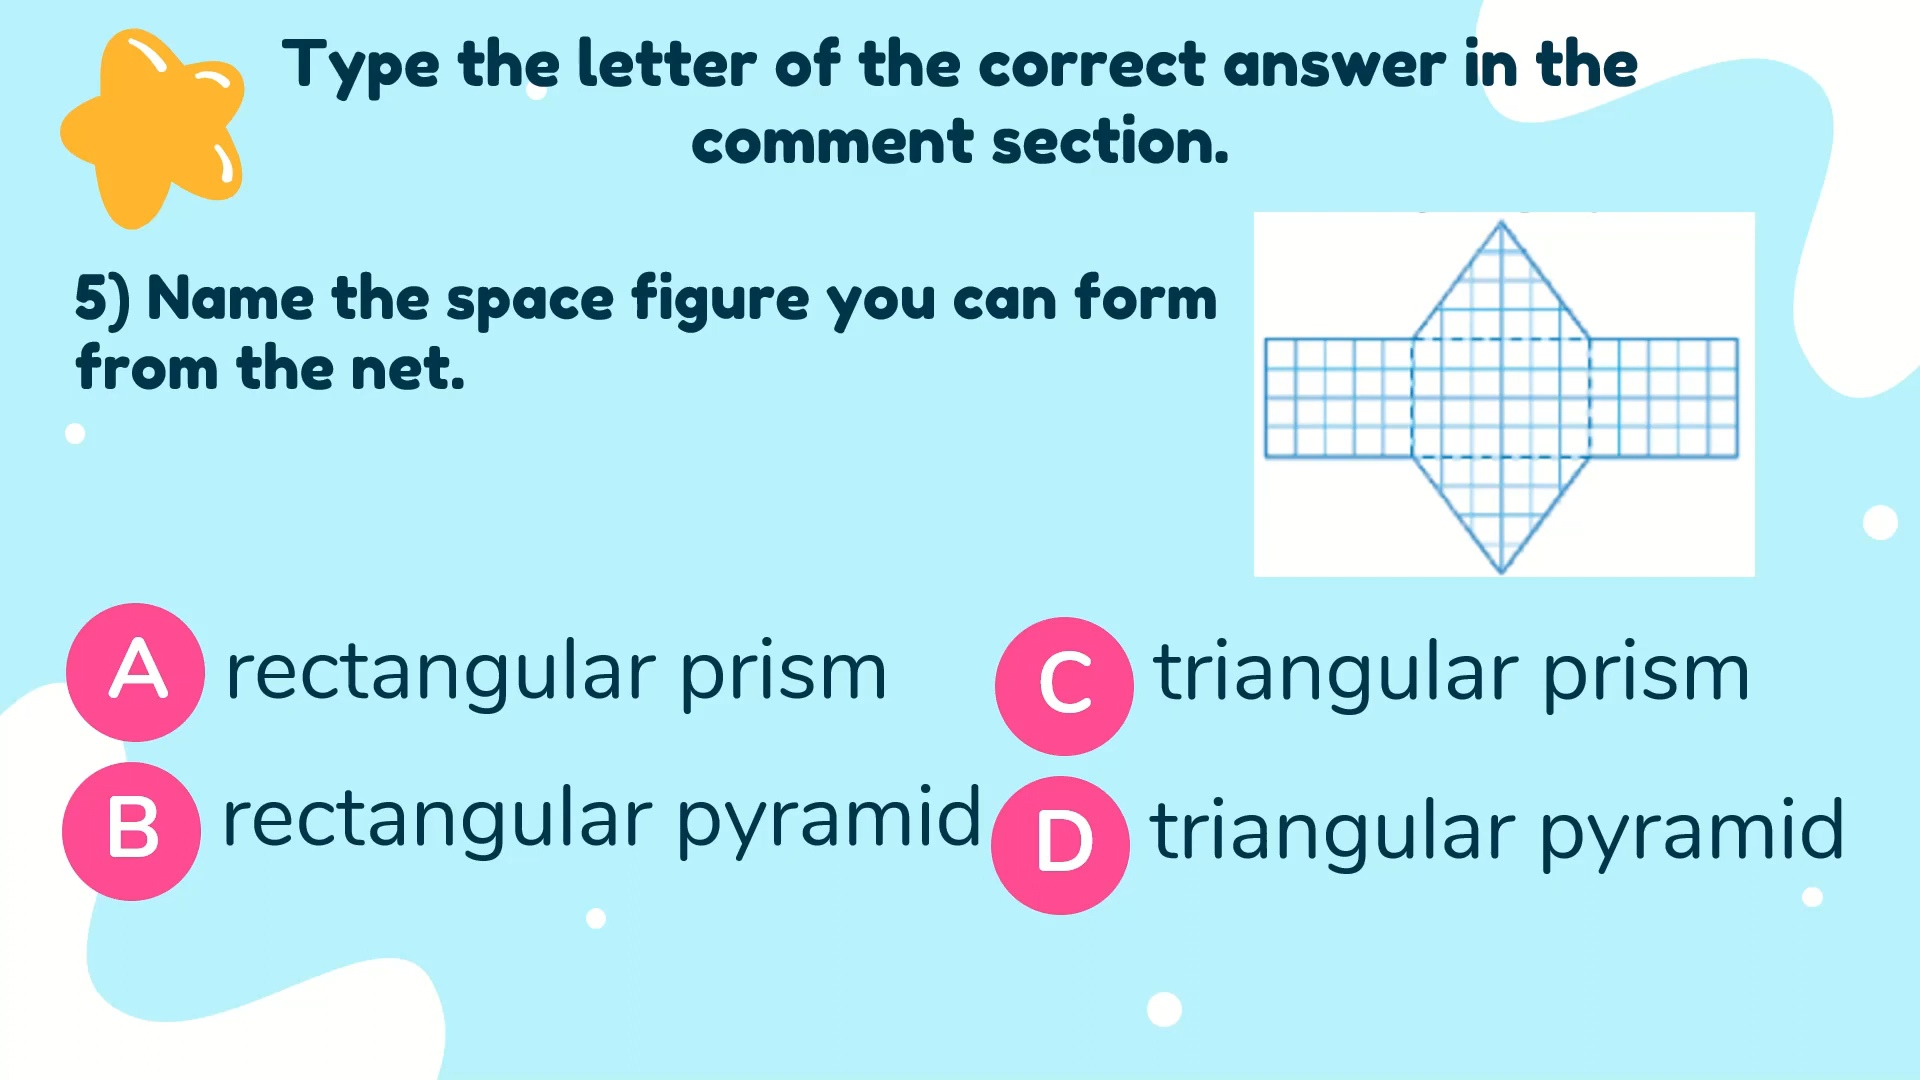 Type the letter of the correct answer in the
comment section.
5) Name the space figure you can form
from the net.
A rectangular prism
C triangular prism
B rectangular pyramid
D triangular pyramid